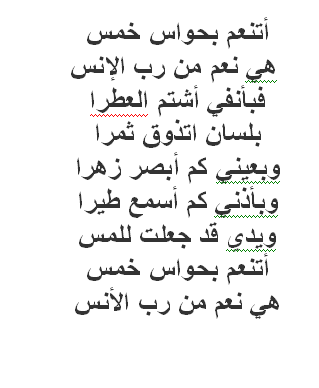 أتنعم بحواس خمس
هي نعم من رب الإنس
فبأنفي أشتم العطرا
بلسان اتذوق ثمرا
وبعيني كم أبصر زهرا
وبأذني كم أسمع طيرا
ويدي قد جعلت للمس
أتنعم بحواس خمس
هي نعم من رب الأنس